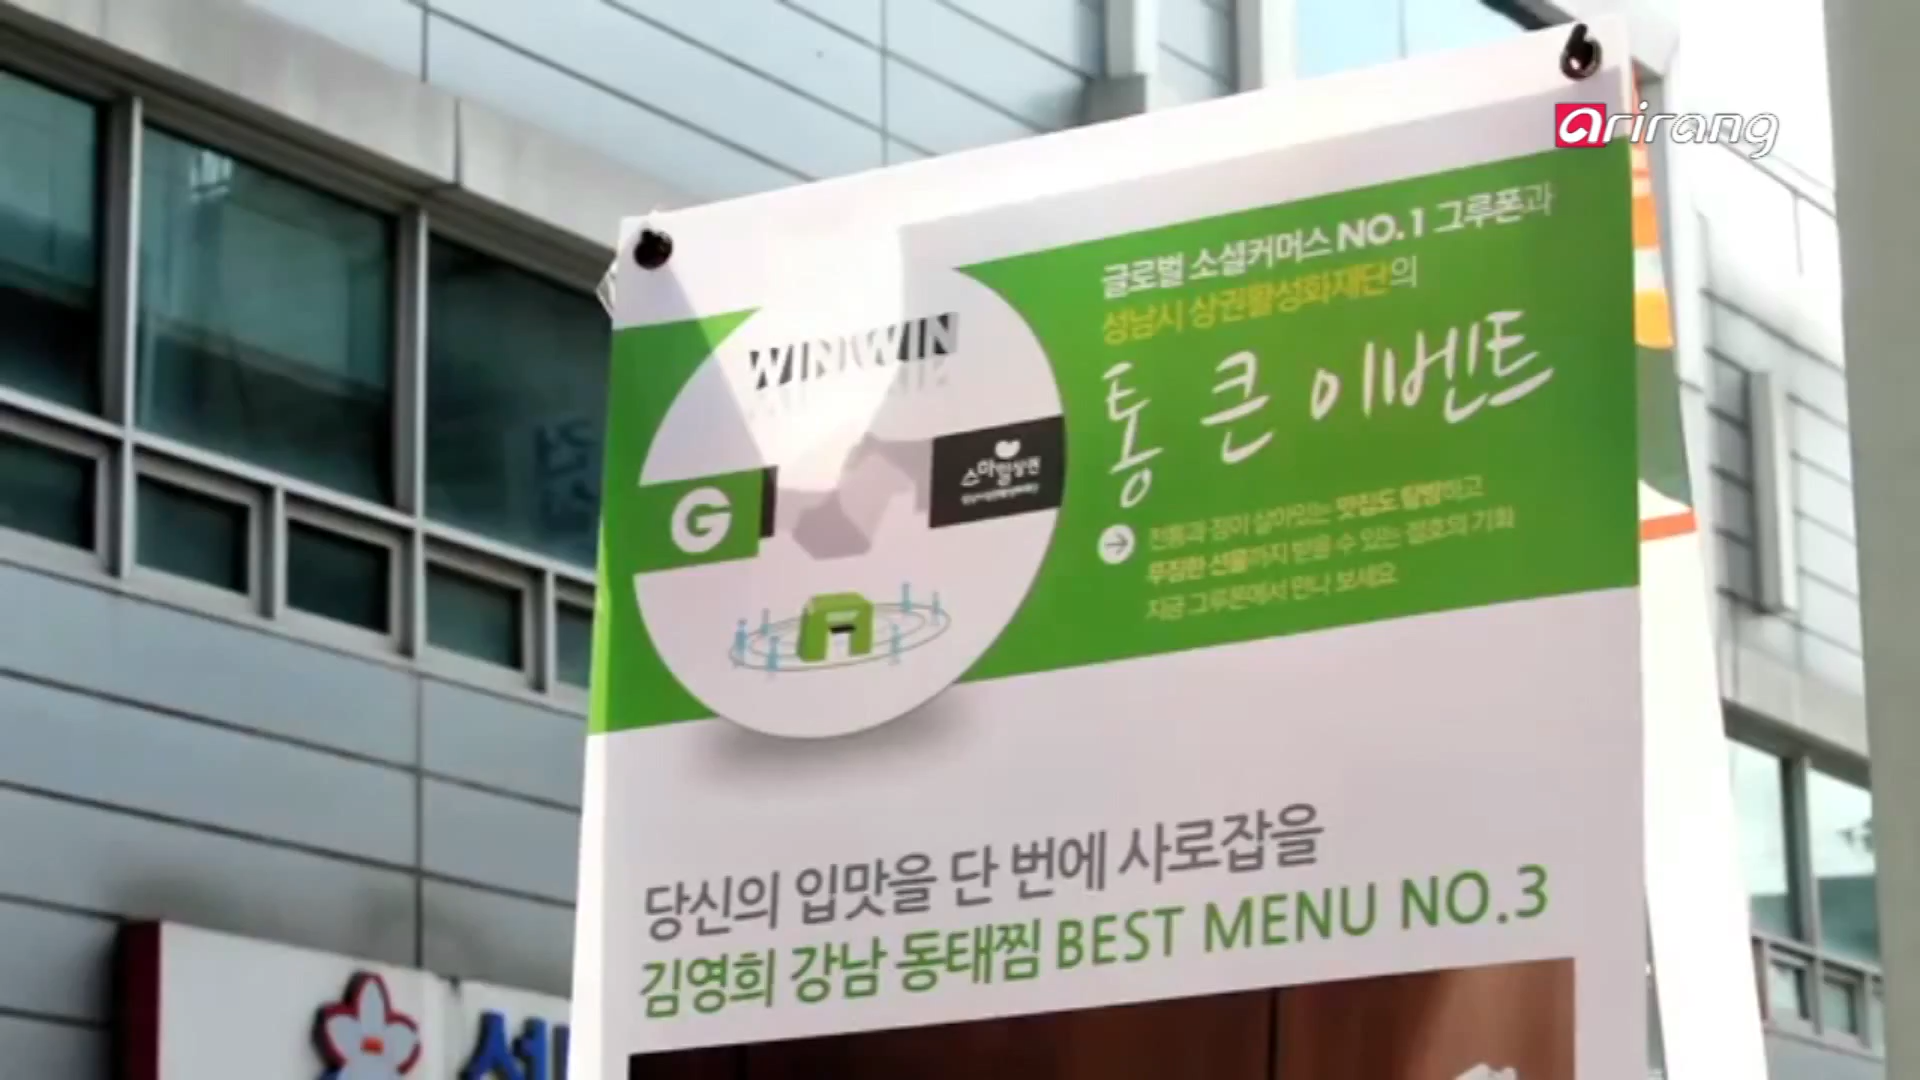 arirang
글로벌 소셜커머스 NO.1 그루폰과
성남시 상권활성화재단의
통 큰 이벤트
WIN WIN
G
스마일상권
전통과 정이 살아있는 맛집도 탐방하고
푸짐한 선물까지 받을 수 있는 절호의 기회
지금 그루폰에서 만나 보세요
당신의 입맛을 단 번에 사로잡을
김영희 강남 동태찜 BEST MENU NO.3